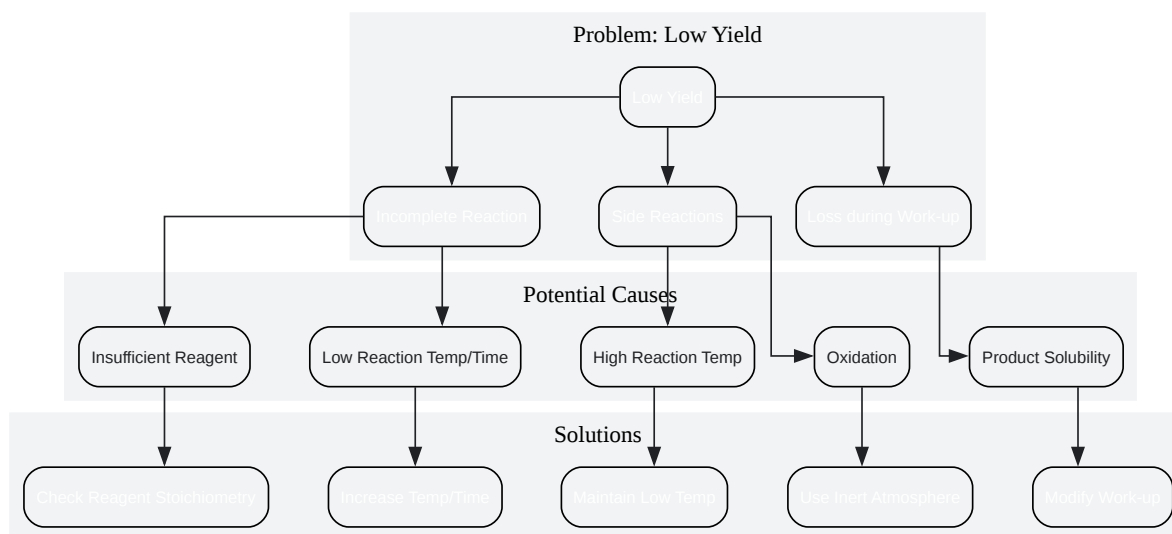 Problem: Low Yield
Low Yield
Incomplete Reaction
Side Reactions
Loss during Work-up
Potential Causes
Insufficient Reagent
Low Reaction Temp/Time
High Reaction Temp
Oxidation
Product Solubility
Solutions
Check Reagent Stoichiometry
Increase Temp/Time
Maintain Low Temp
Use Inert Atmosphere
Modify Work-up